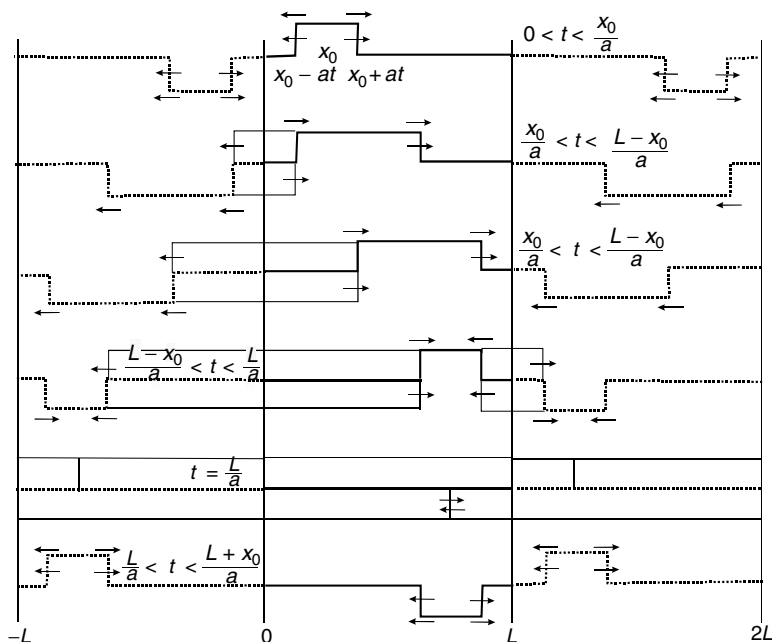 x₀
x₀ – at x₀ + at
0 < t < x₀/a
x₀/a < t < (L – x₀)/a
x₀/a < t < (L – x₀)/a
(L – x₀)/a < t < L/a
t = L/a
L/a < t < (L + x₀)/a
–L 0 L 2L